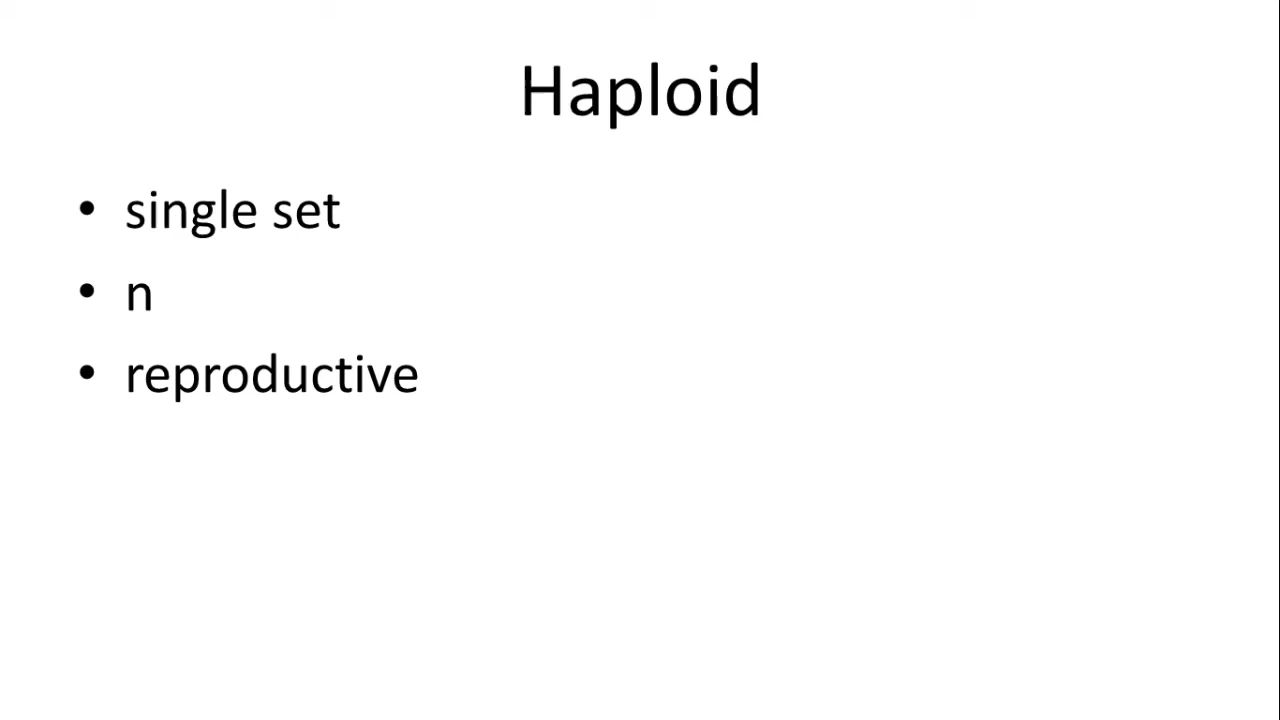 Haploid
• single set
• n
• reproductive